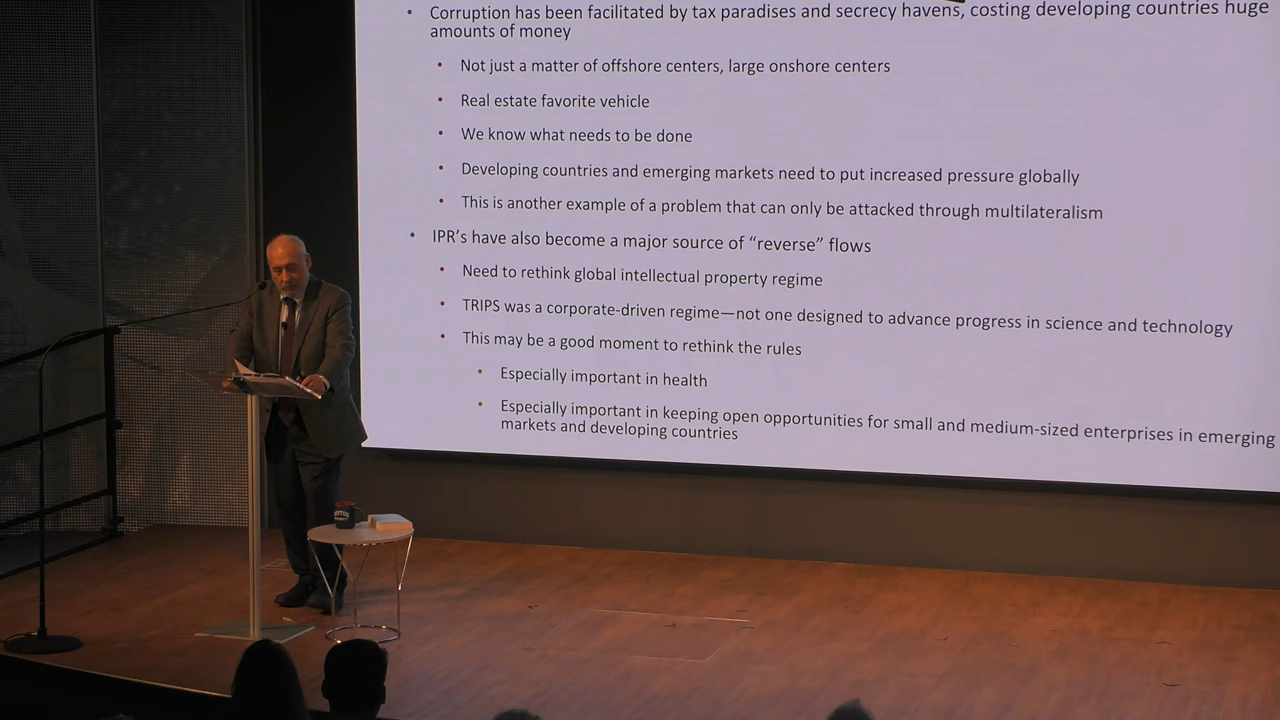 Corruption has been facilitated by tax paradises and secrecy havens, costing developing countries huge
amounts of money
Not just a matter of offshore centers, large onshore centers
Real estate favorite vehicle
We know what needs to be done
Developing countries and emerging markets need to put increased pressure globally
This is another example of a problem that can only be attacked through multilateralism
IPR's have also become a major source of “reverse” flows
Need to rethink global intellectual property regime
TRIPS was a corporate-driven regime—not one designed to advance progress in science and technology
This may be a good moment to rethink the rules
Especially important in health
Especially important in keeping open opportunities for small and medium-sized enterprises in emerging
markets and developing countries